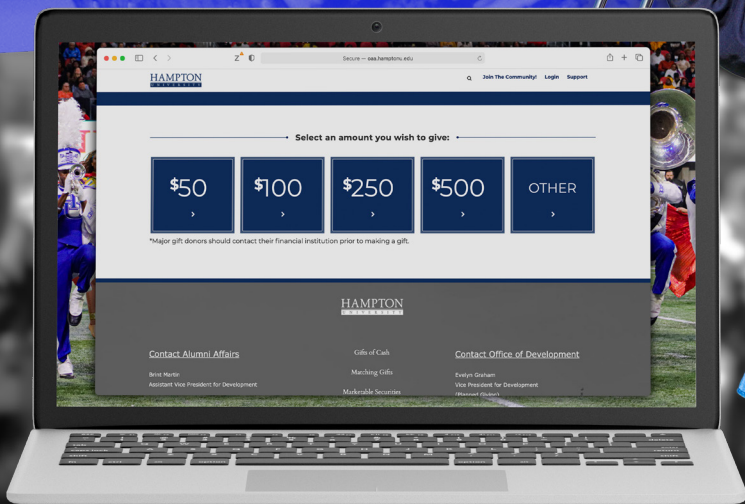 Secure — oaa.hamptonu.edu
HAMPTON
UNIVERSITY
Join The Community! Login Support
Select an amount you wish to give:
$50
$100
$250
$500
OTHER
*Major gift donors should contact their financial institution prior to making a gift.
HAMPTON
UNIVERSITY
Contact Alumni Affairs
Brint Martin
Assistant Vice President for Development
Gifts of Cash
Matching Gifts
Marketable Securities
Contact Office of Development
Evelyn Graham
Vice President for Development
(Planned Giving)